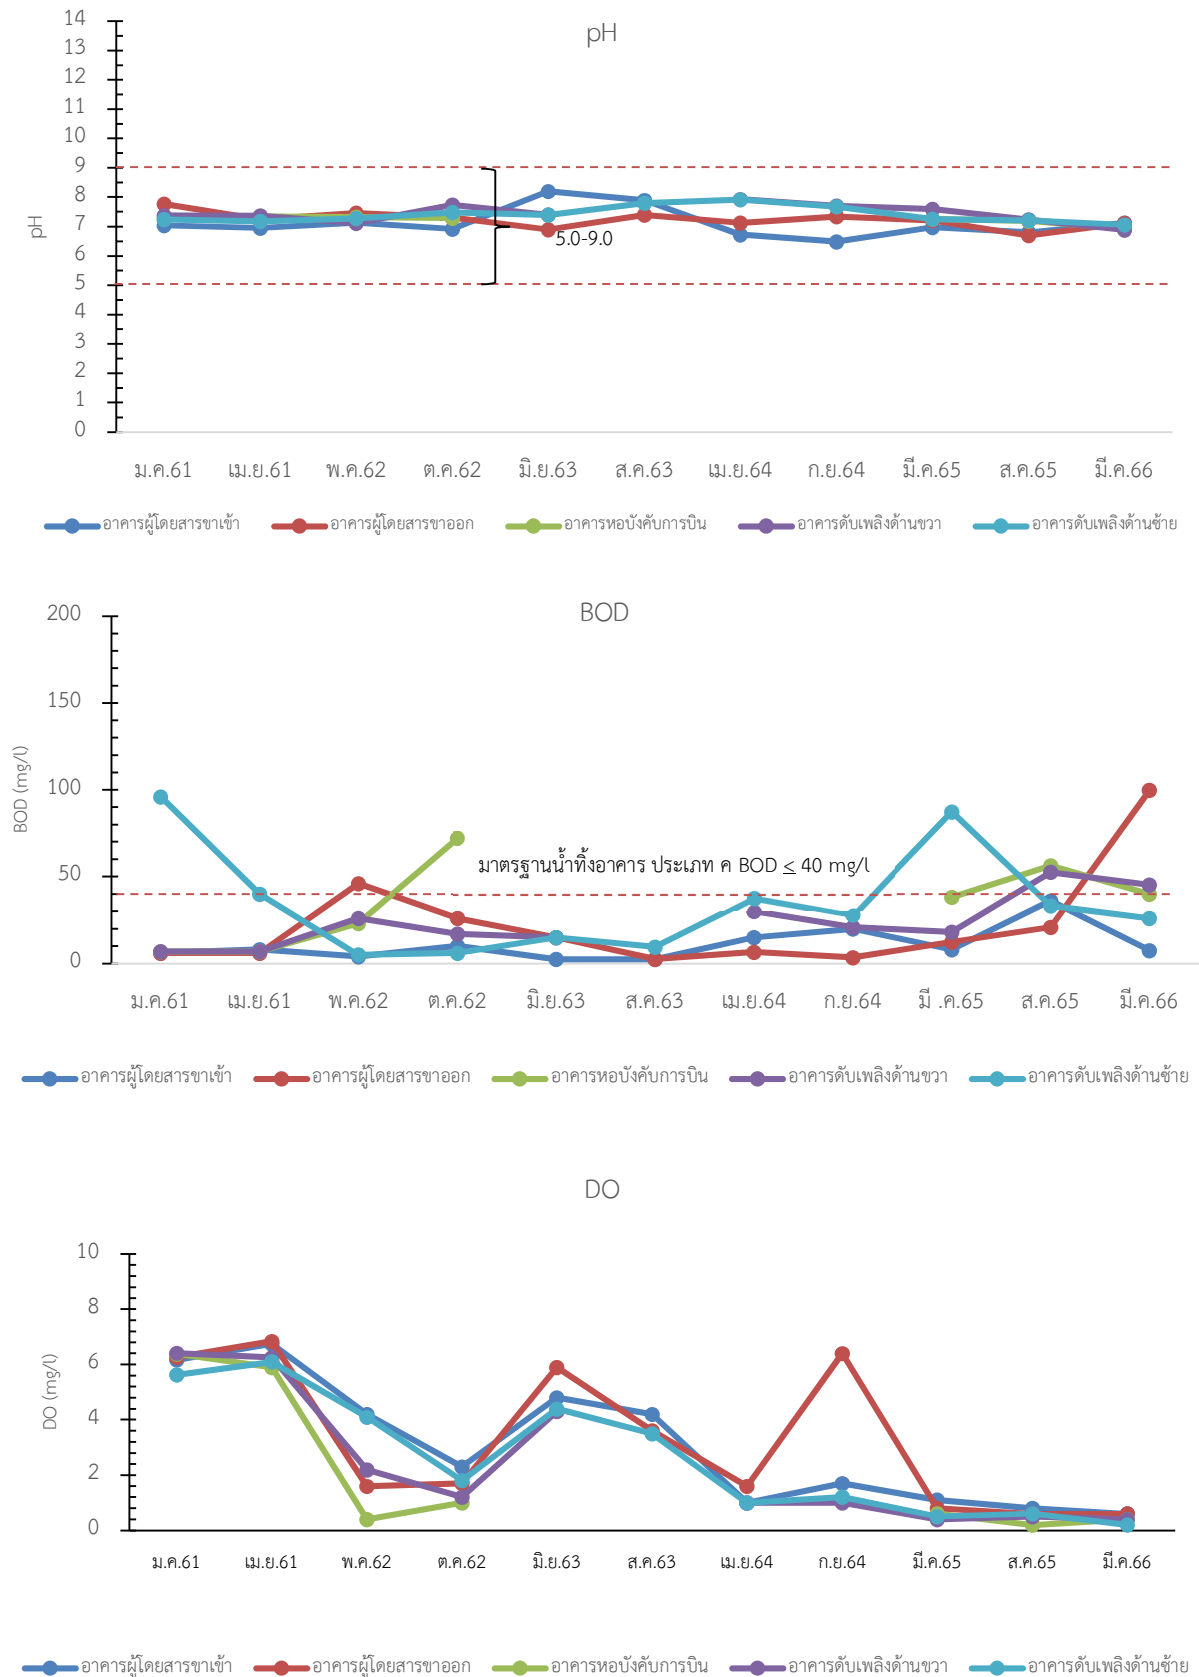 pH
14
13
12
11
10
9
8
7
6
5
4
3
2
1
0
pH
5.0-9.0
ม.ค.61 เม.ย.61 พ.ค.62 ต.ค.62 มิ.ย.63 ส.ค.63 เม.ย.64 ก.ย.64 มี.ค.65 ส.ค.65 มี.ค.66
อาคารผู้โดยสารขาเข้า อาคารผู้โดยสารขาออก อาคารหอบังคับการบิน อาคารดับเพลิงด้านขวา อาคารดับเพลิงด้านซ้าย
BOD
200
150
100
50
0
BOD (mg/l)
มาตรฐานน้ำทิ้งอาคาร ประเภท ค BOD ≤ 40 mg/l
ม.ค.61 เม.ย.61 พ.ค.62 ต.ค.62 มิ.ย.63 ส.ค.63 เม.ย.64 ก.ย.64 มี .ค.65 ส.ค.65 มี.ค.66
อาคารผู้โดยสารขาเข้า อาคารผู้โดยสารขาออก อาคารหอบังคับการบิน อาคารดับเพลิงด้านขวา อาคารดับเพลิงด้านซ้าย
DO
10
8
6
4
2
0
DO (mg/l)
ม.ค.61 เม.ย.61 พ.ค.62 ต.ค.62 มิ.ย.63 ส.ค.63 เม.ย.64 ก.ย.64 มี.ค.65 ส.ค.65 มี.ค.66
อาคารผู้โดยสารขาเข้า อาคารผู้โดยสารขาออก อาคารหอบังคับการบิน อาคารดับเพลิงด้านขวา อาคารดับเพลิงด้านซ้าย